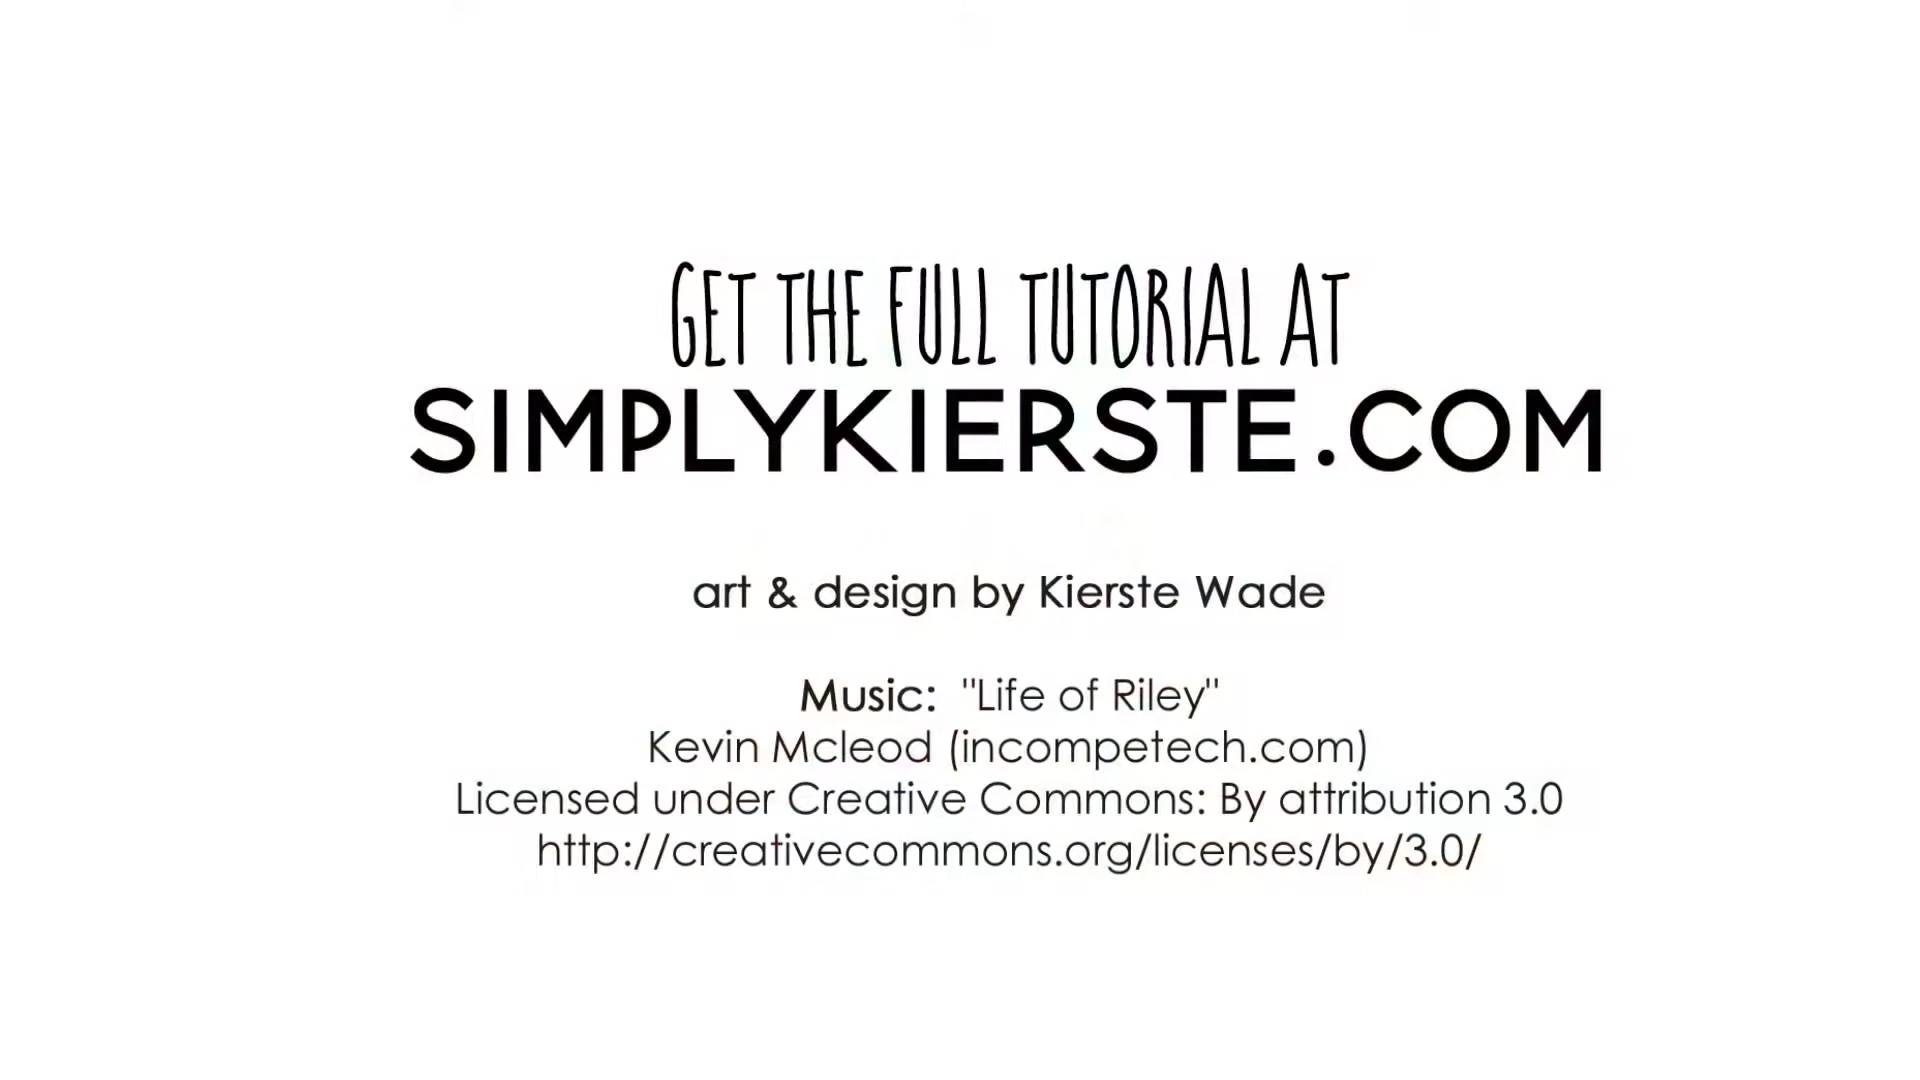 GET THE FULL TUTORIAL AT
SIMPLYKIERSTE.COM
art & design by Kierste Wade
Music: "Life of Riley"
Kevin Mcleod (incompetech.com)
Licensed under Creative Commons: By attribution 3.0
http://creativecommons.org/licenses/by/3.0/